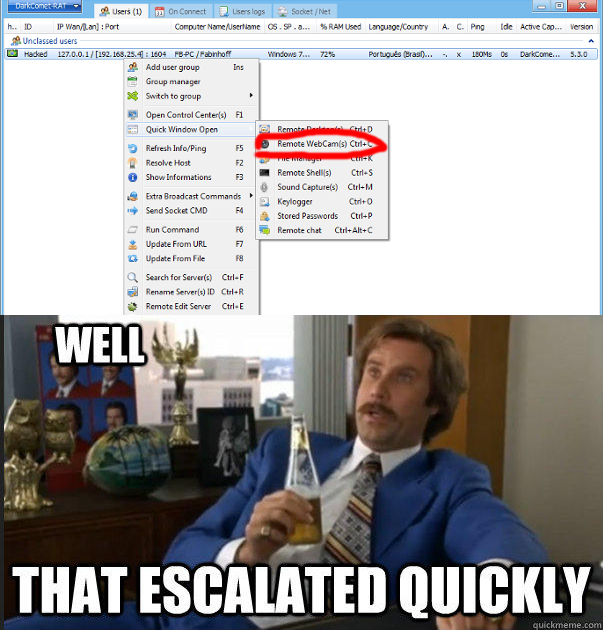 DarkComet-RAT
Users (1) On Connect Users logs Socket / Net
h.. ID IP Wan/[Lan] : Port Computer Name/UserName OS . SP . a... % RAM Used Language/Country A. C. Ping Idle Active Cap... Version
Unclassed users
Hacked 127.0.0.1 / [192.168.25.4] : 1604 FB-PC / Fabinhoff Windows 7... 72% Português (Brasil)... -. x 180Ms 0s DarkCome... 5.3.0
Add user group Ins
Group manager
Switch to group
Open Control Center(s) F1
Quick Window Open
Refresh Info/Ping F5
Resolve Host F2
Show Informations F3
Extra Broadcast Commands
Send Socket CMD F4
Run Command F6
Update From URL F7
Update From File F8
Search for Server(s) Ctrl+F
Rename Server(s) ID Ctrl+R
Remote Edit Server Ctrl+E
Remote Desktop(s) Ctrl+D
Remote WebCam(s) Ctrl+C
File Manager Ctrl+K
Remote Shell(s) Ctrl+S
Sound Capture(s) Ctrl+M
Keylogger Ctrl+O
Stored Passwords Ctrl+P
Remote chat Ctrl+Alt+C
WELL
THAT ESCALATED QUICKLY
quickmeme.com